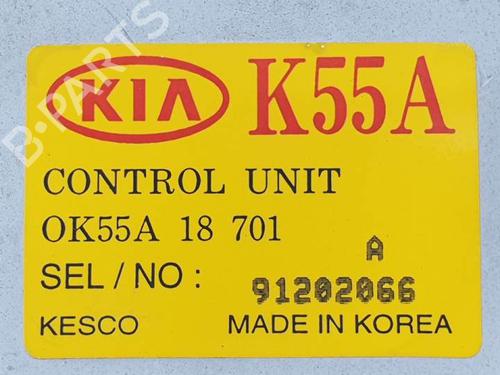 KIA K55A
CONTROL UNIT
OK55A 18 701
A
SEL / NO : 91202066
KESCO MADE IN KOREA
B-PARTS